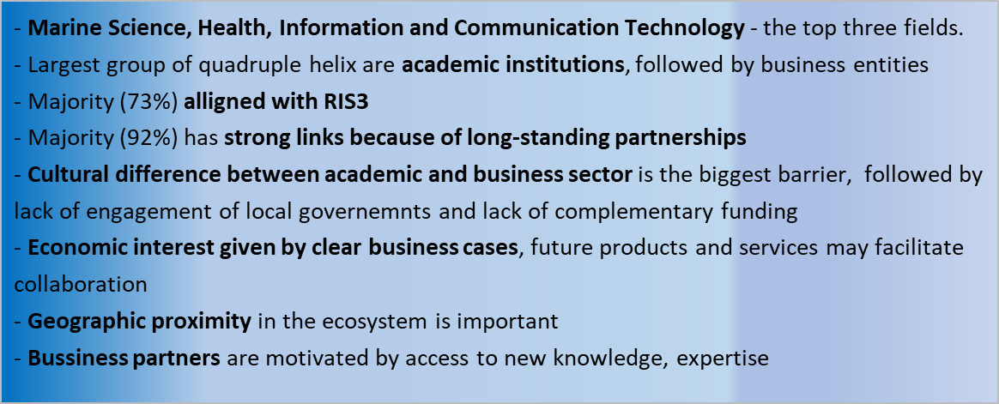 - Marine Science, Health, Information and Communication Technology - the top three fields.
- Largest group of quadruple helix are academic institutions, followed by business entities
- Majority (73%) alligned with RIS3
- Majority (92%) has strong links because of long-standing partnerships
- Cultural difference between academic and business sector is the biggest barrier,  followed by
lack of engagement of local governemnts and lack of complementary funding
- Economic interest given by clear business cases, future products and services may facilitate
collaboration
- Geographic proximity in the ecosystem is important
- Bussiness partners are motivated by access to new knowledge, expertise